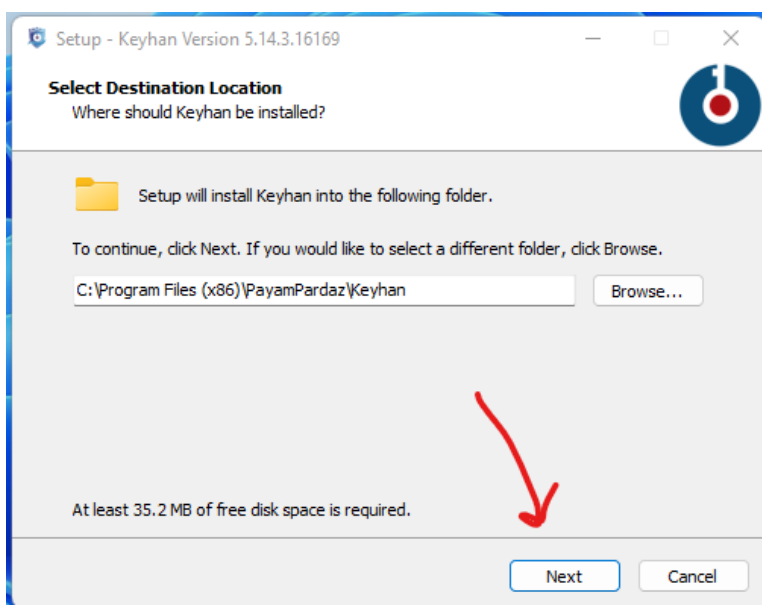 Setup - Keyhan Version 5.14.3.16169
Select Destination Location
Where should Keyhan be installed?
Setup will install Keyhan into the following folder.
To continue, click Next. If you would like to select a different folder, click Browse.
C:\Program Files (x86)\PayamPardaz\Keyhan
Browse...
At least 35.2 MB of free disk space is required.
Next
Cancel